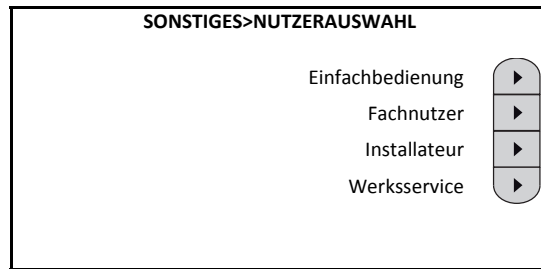 SONSTIGES>NUTZERAUSWAHL
Einfachbedienung
Fachnutzer
Installateur
Werksservice